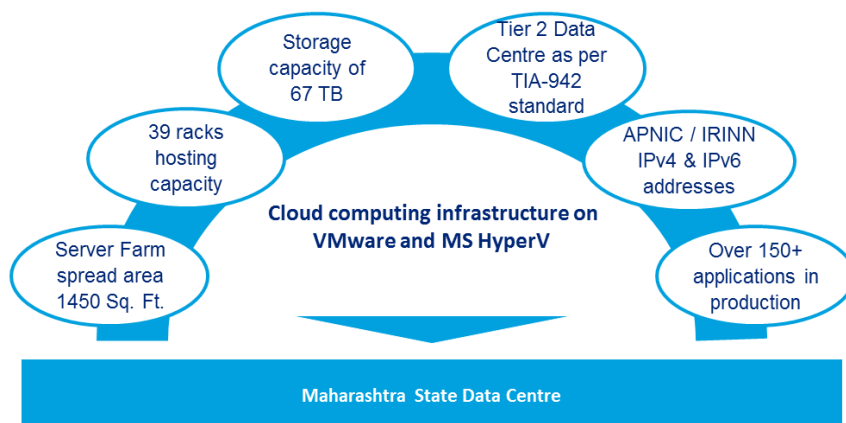 Storage
capacity of
67 TB
Tier 2 Data
Centre as per
TIA-942
standard
39 racks
hosting
capacity
APNIC / IRINN
IPv4 & IPv6
addresses
Cloud computing infrastructure on
VMware and MS HyperV
Server Farm
spread area
1450 Sq. Ft.
Over 150+
applications in
production
Maharashtra State Data Centre